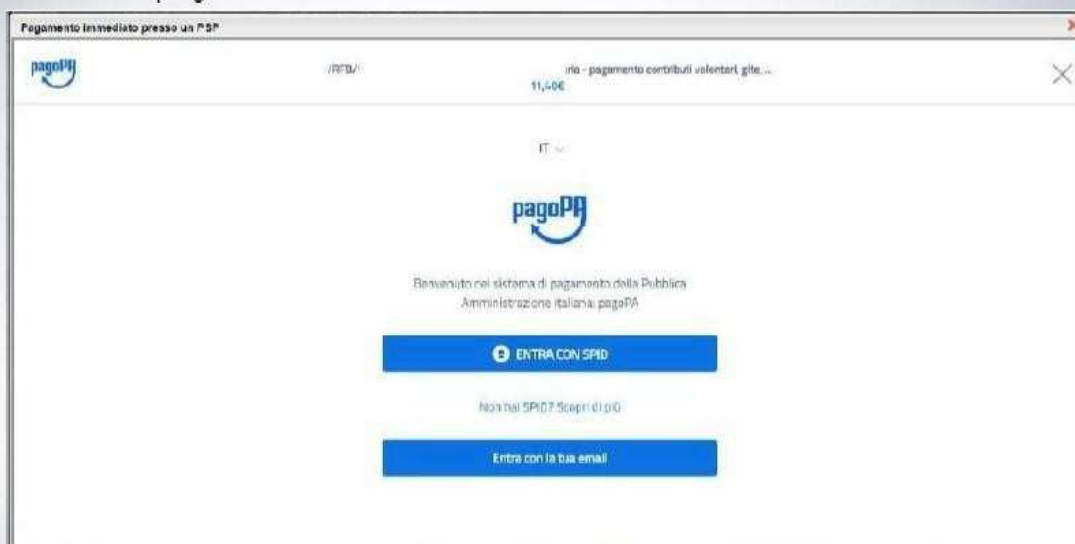 Pagamento immediato presso un PSP
pagoPA
/RFB/
ria - pagamento contributi volontari, gite, ...
11,40€
IT
pagoPA
Benvenuto nel sistema di pagamento della Pubblica
Amministrazione italiana: pagoPA
ENTRA CON SPID
Non hai SPID? Scopri di più
Entra con la tua email